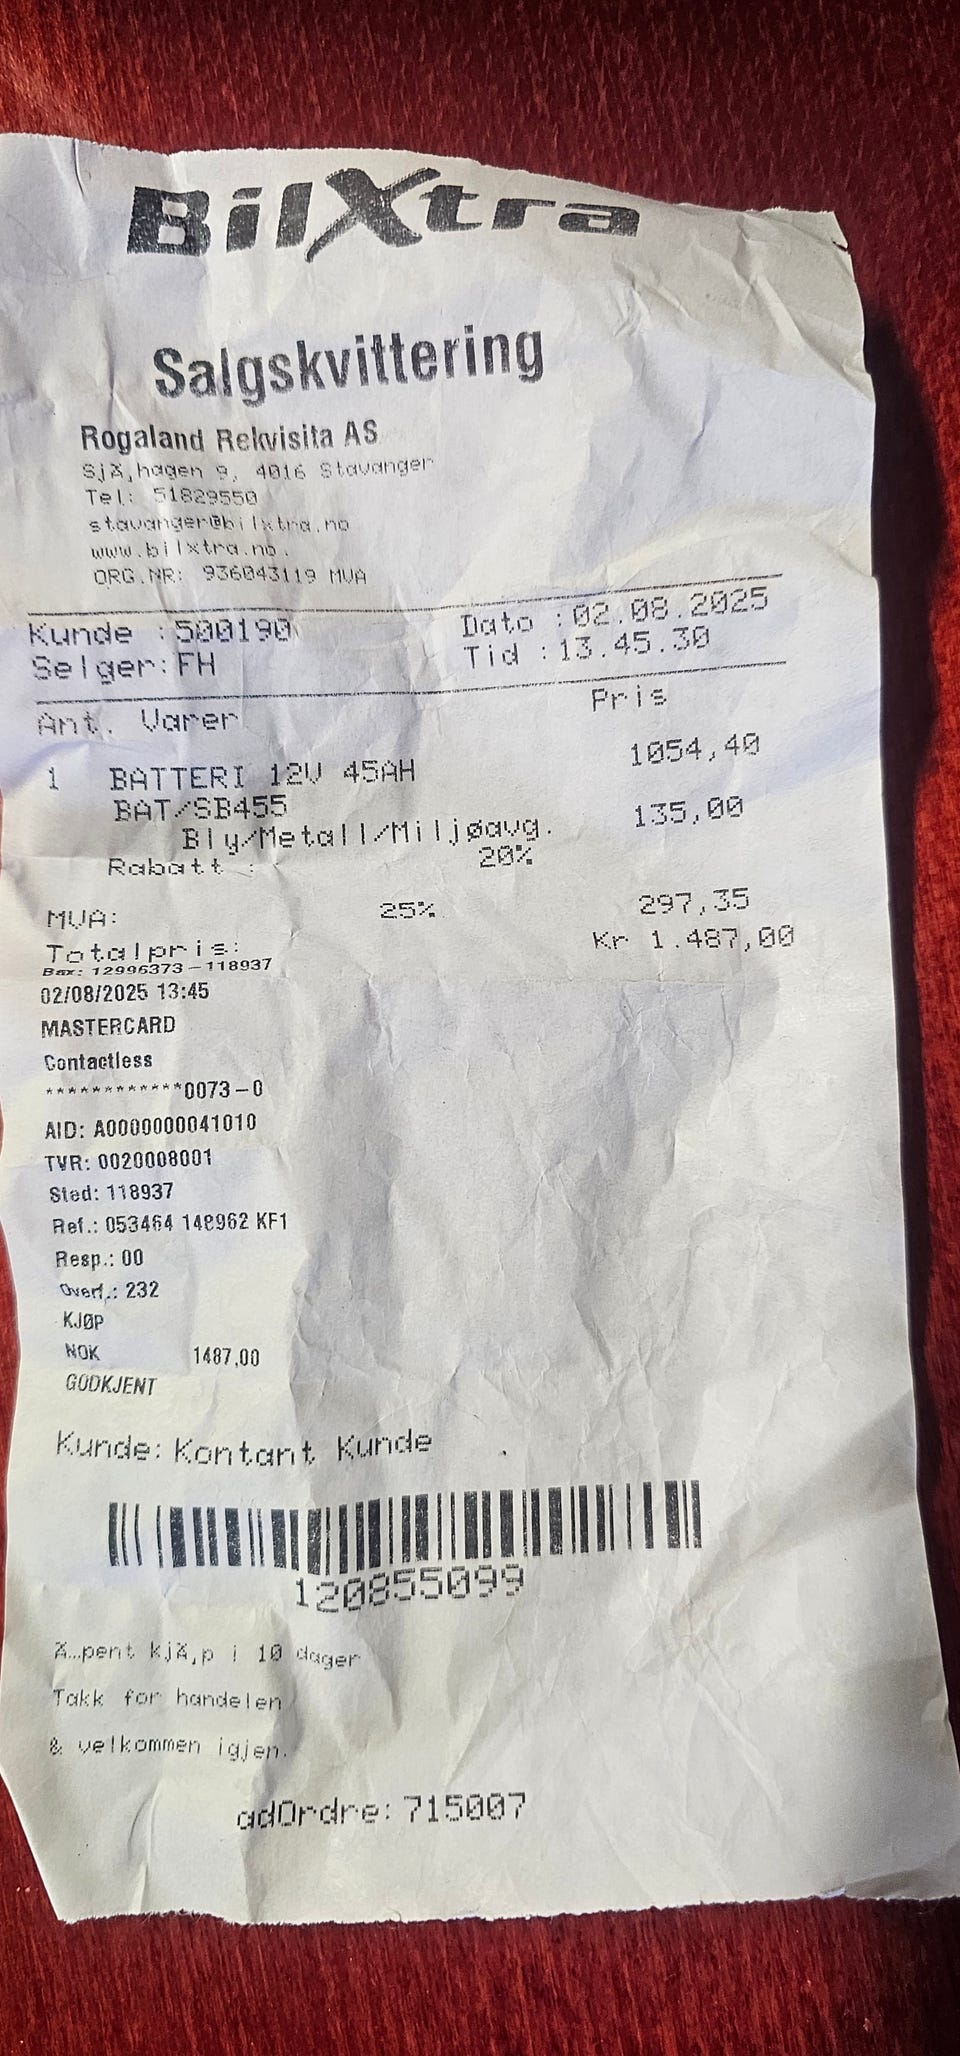 BilXtra
Salgskvittering
Rogaland Rekvisita AS
SjÃ¸hagen 9, 4016 Stavanger
Tel: 51829550
stavanger@bilxtra.no
www.bilxtra.no.
ORG.NR: 936043119 MVA
Kunde :500190 Dato :02.08.2025
Selger:FH Tid :13.45.30
Ant. Varer Pris
1 BATTERI 12V 45AH 1054,40
BAT/SB455
Bly/Metall/Miljøavg. 135,00
Rabatt : 20%
MVA: 25% 297,35
Totalpris: Kr 1.487,00
Bax: 12996373-118937
02/08/2025 13:45
MASTERCARD
Contactless
************0073-0
AID: A0000000041010
TVR: 0020008001
Sted: 118937
Ref.: 053464 148962 KF1
Resp.: 00
Overf.: 232
KJØP
NOK 1487,00
GODKJENT
Kunde: Kontant Kunde
120855099
Ã…pent kjÃ¸p i 10 dager
Takk for handelen
& velkommen igjen.
adOrdre: 715007